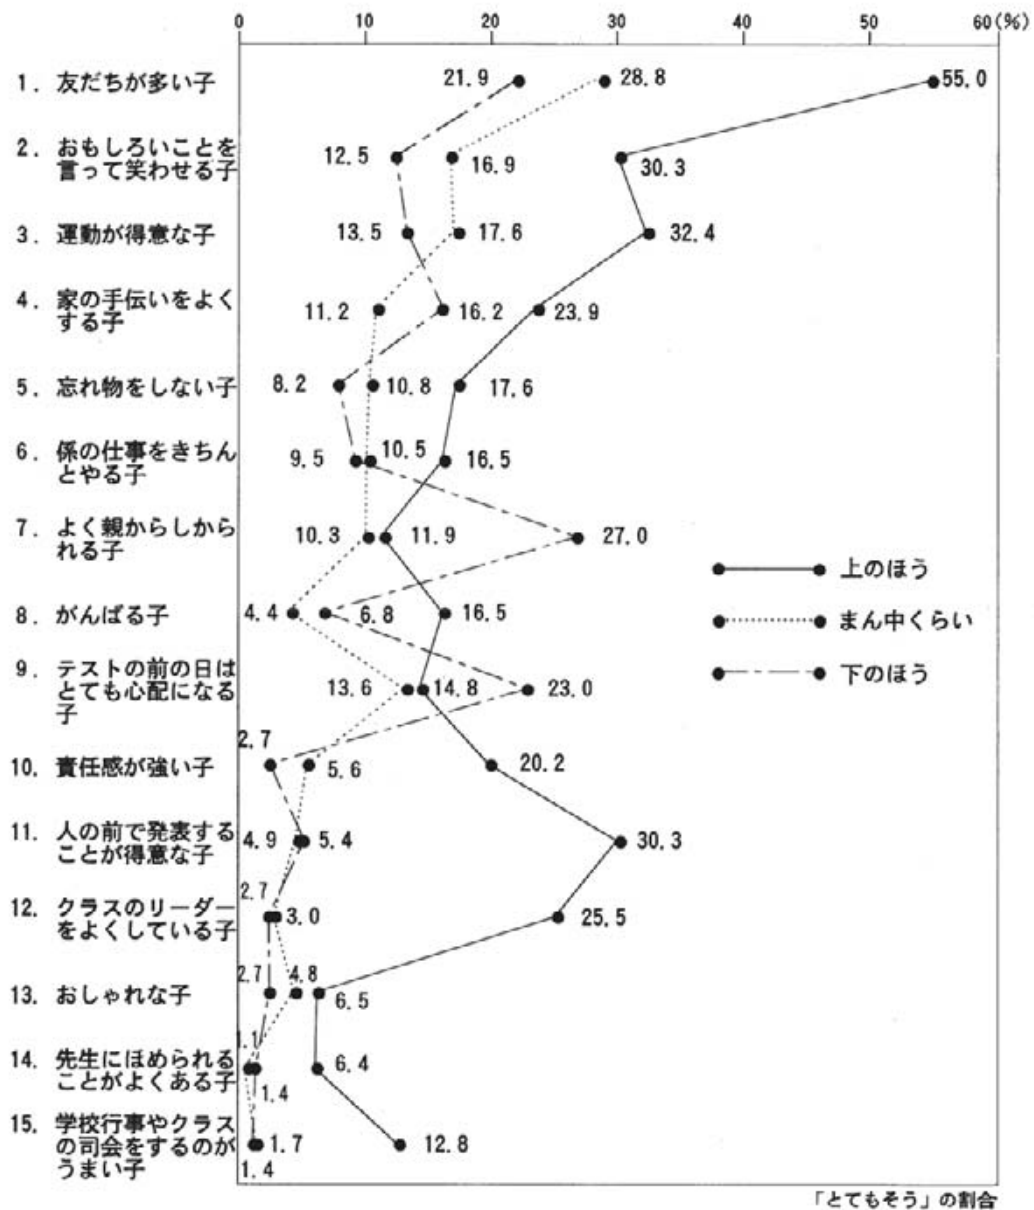 0 10 20 30 40 50 60(%)
1. 友だちが多い子 21.9 28.8 55.0
2. おもしろいことを
言って笑わせる子 12.5 16.9 30.3
3. 運動が得意な子 13.5 17.6 32.4
4. 家の手伝いをよく
する子 11.2 16.2 23.9
5. 忘れ物をしない子 8.2 10.8 17.6
6. 係の仕事をきちん
とやる子 9.5 10.5 16.5
7. よく親からしから
れる子 10.3 11.9 27.0
8. がんばる子 4.4 6.8 16.5
9. テストの前の日は
とても心配になる
子 13.6 14.8 23.0
10. 責任感が強い子 2.7 5.6 20.2
11. 人の前で発表する
ことが得意な子 4.9 5.4 30.3
12. クラスのリーダー
をよくしている子 2.7 3.0 25.5
13. おしゃれな子 2.7 4.8 6.5
14. 先生にほめられる
ことがよくある子 1.1 1.4 6.4
15. 学校行事やクラス
の司会をするのが
うまい子 1.4 1.7 12.8
上のほう
まん中くらい
下のほう
「とてもそう」の割合